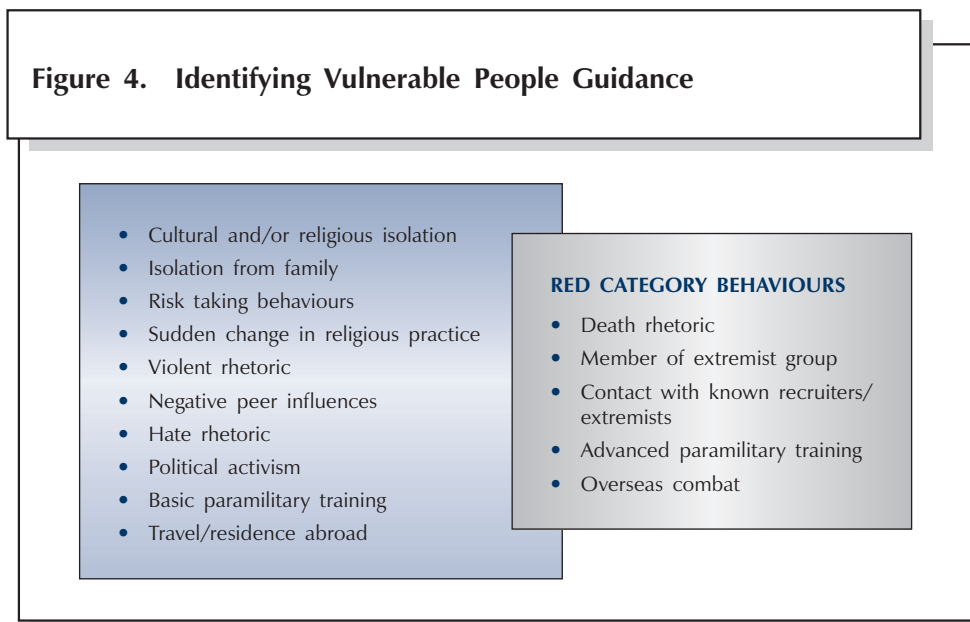 Figure 4. Identifying Vulnerable People Guidance
• Cultural and/or religious isolation
• Isolation from family
• Risk taking behaviours
• Sudden change in religious practice
• Violent rhetoric
• Negative peer influences
• Hate rhetoric
• Political activism
• Basic paramilitary training
• Travel/residence abroad
RED CATEGORY BEHAVIOURS
• Death rhetoric
• Member of extremist group
• Contact with known recruiters/
extremists
• Advanced paramilitary training
• Overseas combat